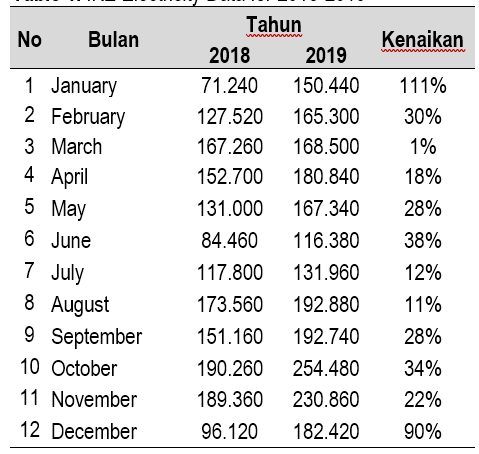 Tahun
No Bulan Kenaikan
2018 2019
1 January 71.240 150.440 111%
2 February 127.520 165.300 30%
3 March 167.260 168.500 1%
4 April 152.700 180.840 18%
5 May 131.000 167.340 28%
6 June 84.460 116.380 38%
7 July 117.800 131.960 12%
8 August 173.560 192.880 11%
9 September 151.160 192.740 28%
10 October 190.260 254.480 34%
11 November 189.360 230.860 22%
12 December 96.120 182.420 90%